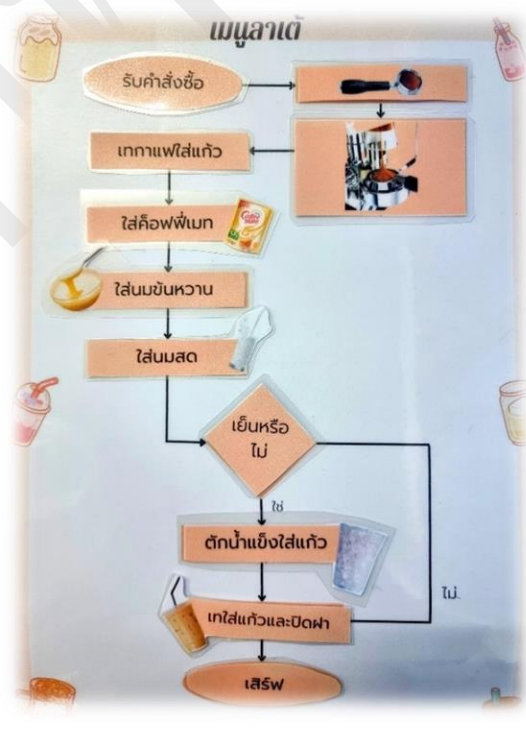 เมนูลาเต้
รับคำสั่งซื้อ
เทกาแฟใส่แก้ว
ใส่ค็อฟฟี่เมท
ใส่นมข้นหวาน
ใส่นมสด
เย็นหรือ
ไม่
ใช่
ตักน้ำแข็งใส่แก้ว
ไม่
เทใส่แก้วและปิดฝา
เสิร์ฟ